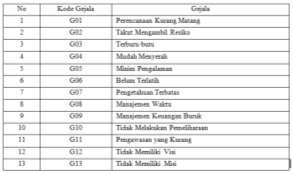 No Kode Gejala Gejala
1 G01 Perencanaan Kurang Matang
2 G02 Takut Mengambil Resiko
3 G03 Terburu-buru
4 G04 Mudah Menyerah
5 G05 Minim Pengalaman
6 G06 Belum Terlatih
7 G07 Pengetahuan Terbatas
8 G08 Manajemen Waktu
9 G09 Manajemen Keuangan Buruk
10 G10 Tidak Melakukan Pemeliharaan
11 G11 Pengawasan yang Kurang
12 G12 Tidak Memiliki Visi
13 G13 Tidak Memiliki Misi